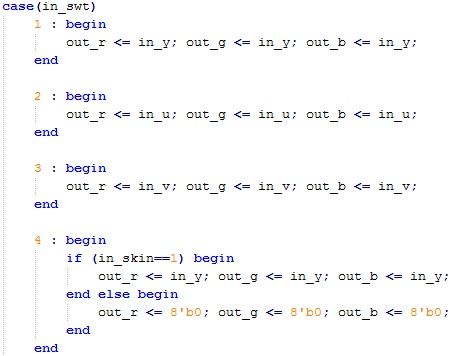 case(in_swt)
1 : begin
out_r <= in_y; out_g <= in_y; out_b <= in_y;
end
2 : begin
out_r <= in_u; out_g <= in_u; out_b <= in_u;
end
3 : begin
out_r <= in_v; out_g <= in_v; out_b <= in_v;
end
4 : begin
if (in_skin==1) begin
out_r <= in_y; out_g <= in_y; out_b <= in_y;
end else begin
out_r <= 8'b0; out_g <= 8'b0; out_b <= 8'b0;
end
end